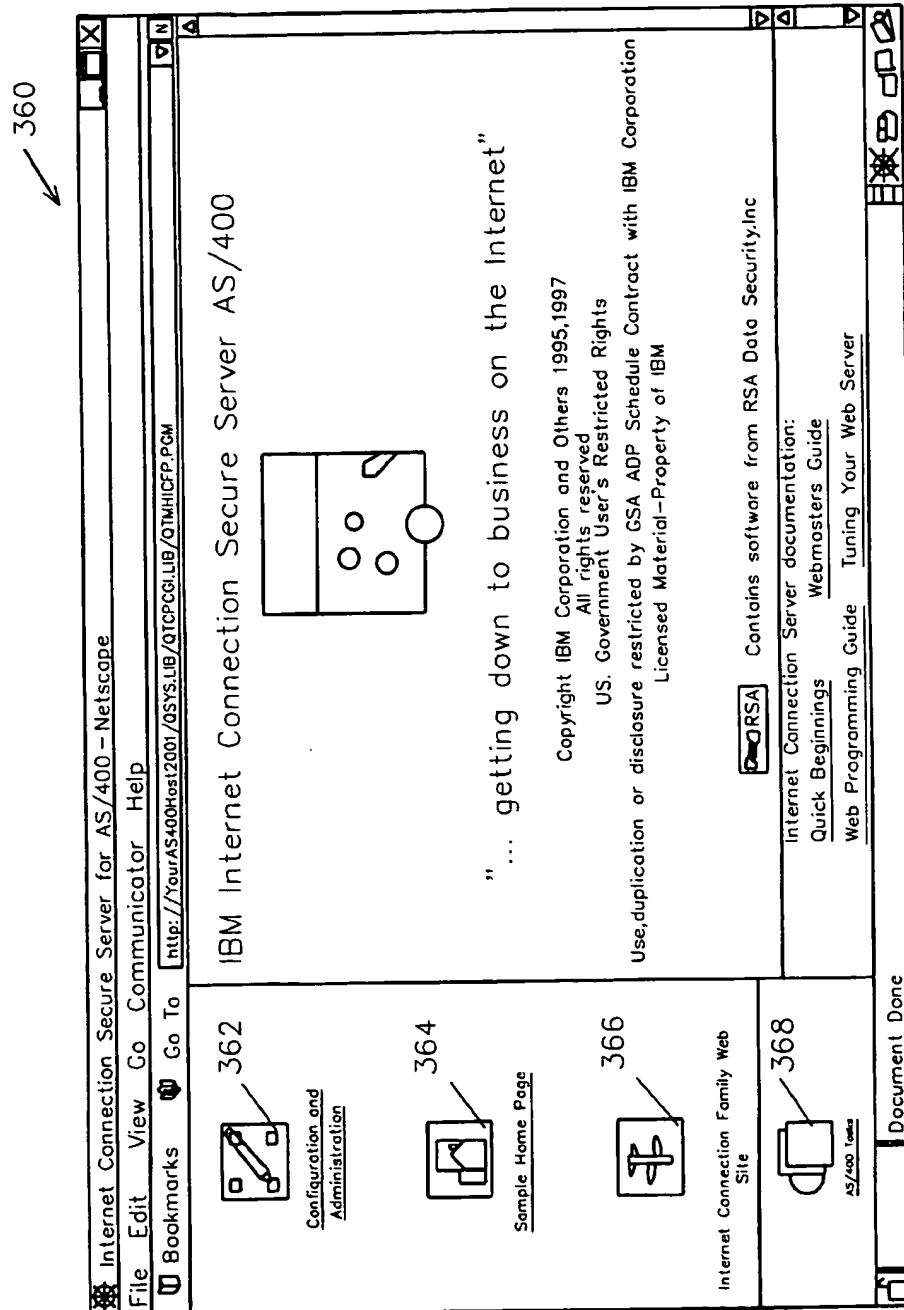 360
Internet Connection Secure Server for AS/400 – Netscape
File Edit View Go Communicator Help
Bookmarks Go To http://YourAS400Host2001/QSYS.LIB/QTCPCGI.LIB/QTMHICFP.PGM N
362
Configuration and
Administration
364
Sample Home Page
366
Internet Connection Family Web
Site
368
AS/400 Tasks
IBM Internet Connection Secure Server AS/400
"... getting down to business on the Internet"
Copyright IBM Corporation and Others 1995,1997
All rights reserved
US. Government User's Restricted Rights
Use,duplication or disclosure restricted by GSA ADP Schedule Contract with IBM Corporation
Licensed Material-Property of IBM
RSA Contains software from RSA Data Security,Inc
Internet Connection Server documentation:
Quick Beginnings Webmasters Guide
Web Programming Guide Tuning Your Web Server
Document Done